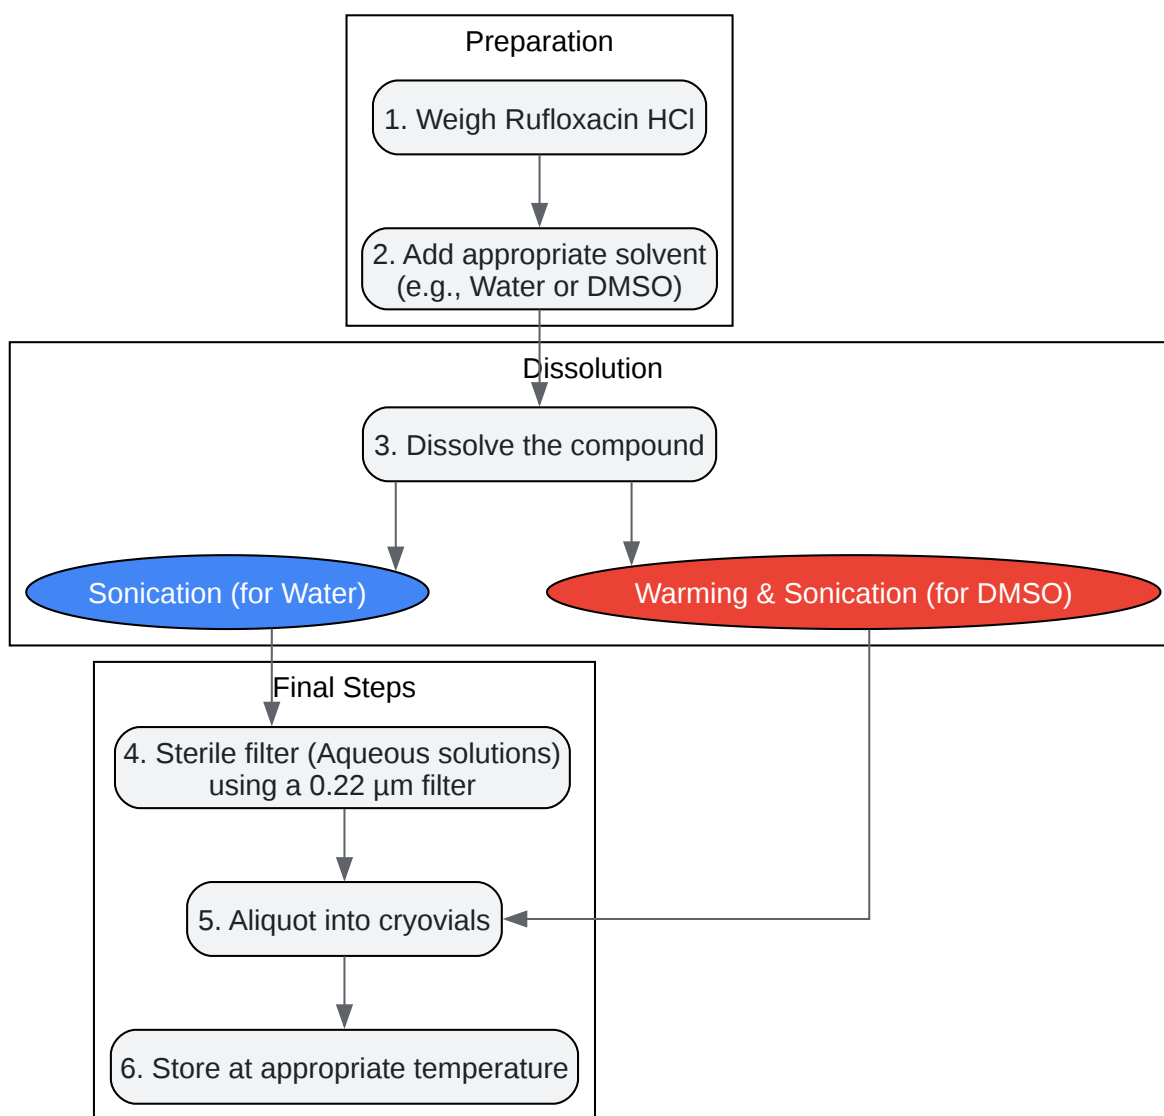 Preparation
1. Weigh Rufloxacin HCl
2. Add appropriate solvent
(e.g., Water or DMSO)
Dissolution
3. Dissolve the compound
Sonication (for Water)
Warming & Sonication (for DMSO)
Final Steps
4. Sterile filter (Aqueous solutions)
using a 0.22 µm filter
5. Aliquot into cryovials
6. Store at appropriate temperature